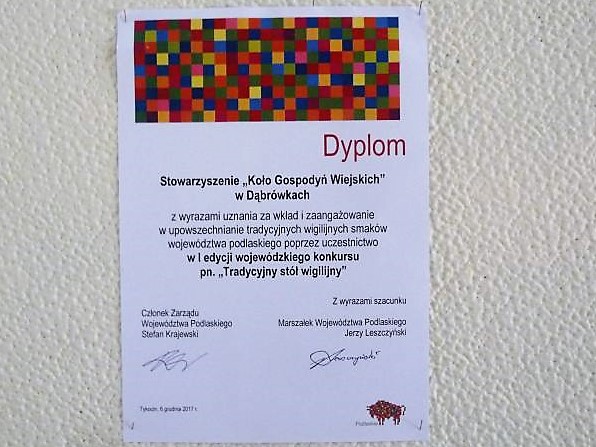 Dyplom
Stowarzyszenie „Koło Gospodyń Wiejskich”
w Dąbrówkach
z wyrazami uznania za wkład i zaangażowanie
w upowszechnianie tradycyjnych wigilijnych smaków
województwa podlaskiego poprzez uczestnictwo
w I edycji wojewódzkiego konkursu
pn. „Tradycyjny stół wigilijny”
Z wyrazami szacunku
Członek Zarządu
Województwa Podlaskiego
Stefan Krajewski
Marszałek Województwa Podlaskiego
Jerzy Leszczyński
Tykocin, 6 grudnia 2017 r.
Podlaskie